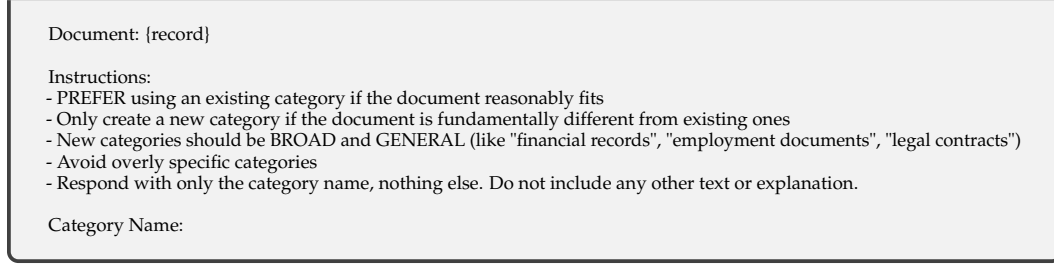 Document: {record}
Instructions:
- PREFER using an existing category if the document reasonably fits
- Only create a new category if the document is fundamentally different from existing ones
- New categories should be BROAD and GENERAL (like "financial records", "employment documents", "legal contracts")
- Avoid overly specific categories
- Respond with only the category name, nothing else. Do not include any other text or explanation.
Category Name: